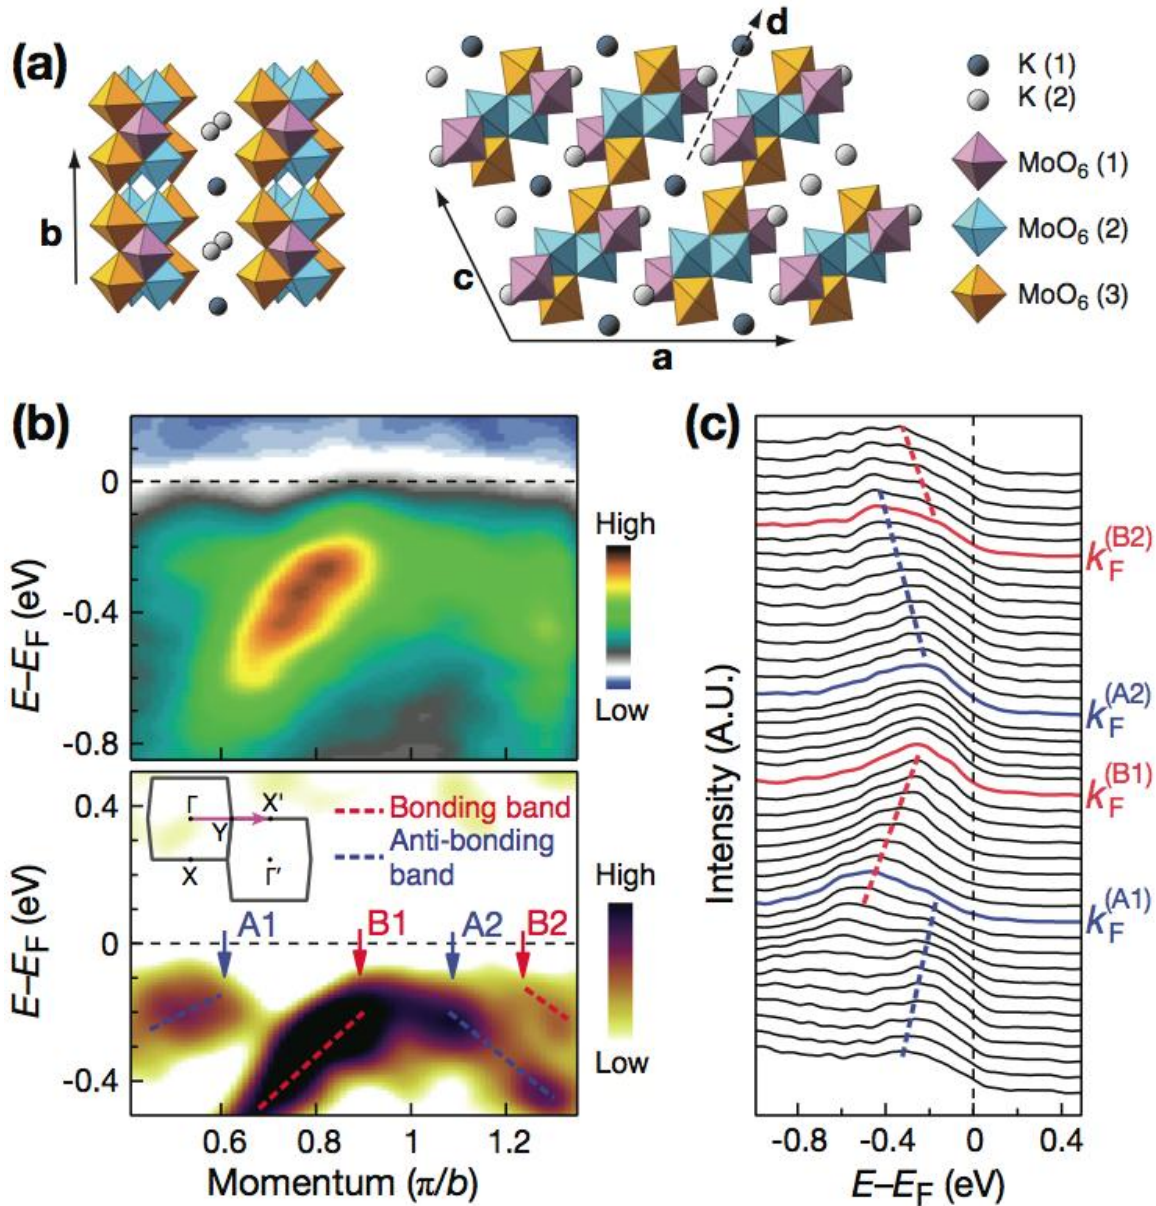 (a)
b
d
c
a
K (1)
K (2)
MoO6 (1)
MoO6 (2)
MoO6 (3)
(b)
E–EF (eV)
0
-0.4
-0.8
High
Low
E–EF (eV)
0.4
0
-0.4
Γ
X'
Y
X
Γ'
Bonding band
Anti-bonding
band
A1
B1
A2
B2
High
Low
0.6
0.8
1
1.2
Momentum (π/b)
(c)
Intensity (A.U.)
kF(B2)
kF(A2)
kF(B1)
kF(A1)
-0.8
-0.4
0
0.4
E–EF (eV)